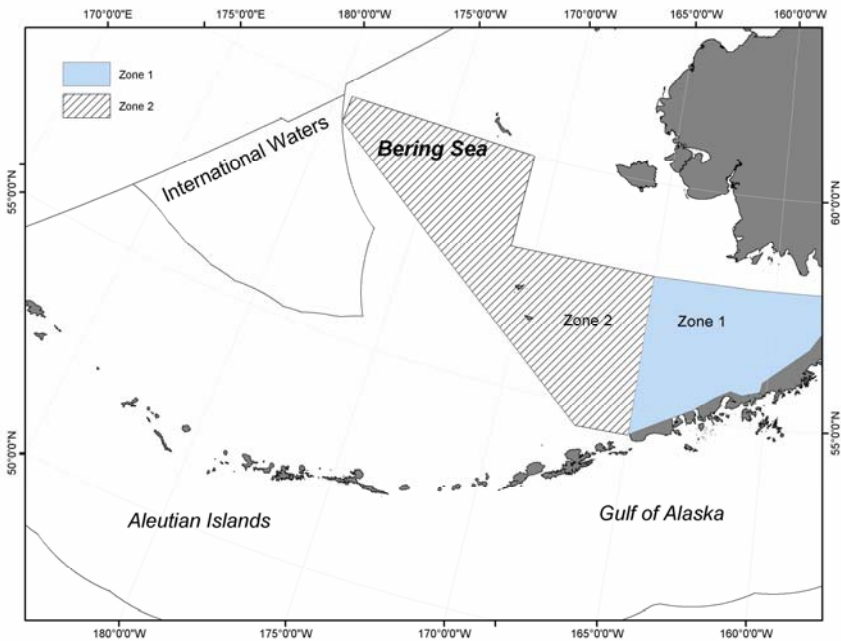 170°0'0"E
180°0'0"W
175°0'0"W
170°0'0"W
165°0'0"W
160°0'0"W
Zone 1
Zone 2
International Waters
Bering Sea
55°0'0"N
60°0'0"N
Zone 2
Zone 1
50°0'0"N
55°0'0"N
Aleutian Islands
Gulf of Alaska
180°0'0"W
175°0'0"W
170°0'0"W
165°0'0"W
160°0'0"W